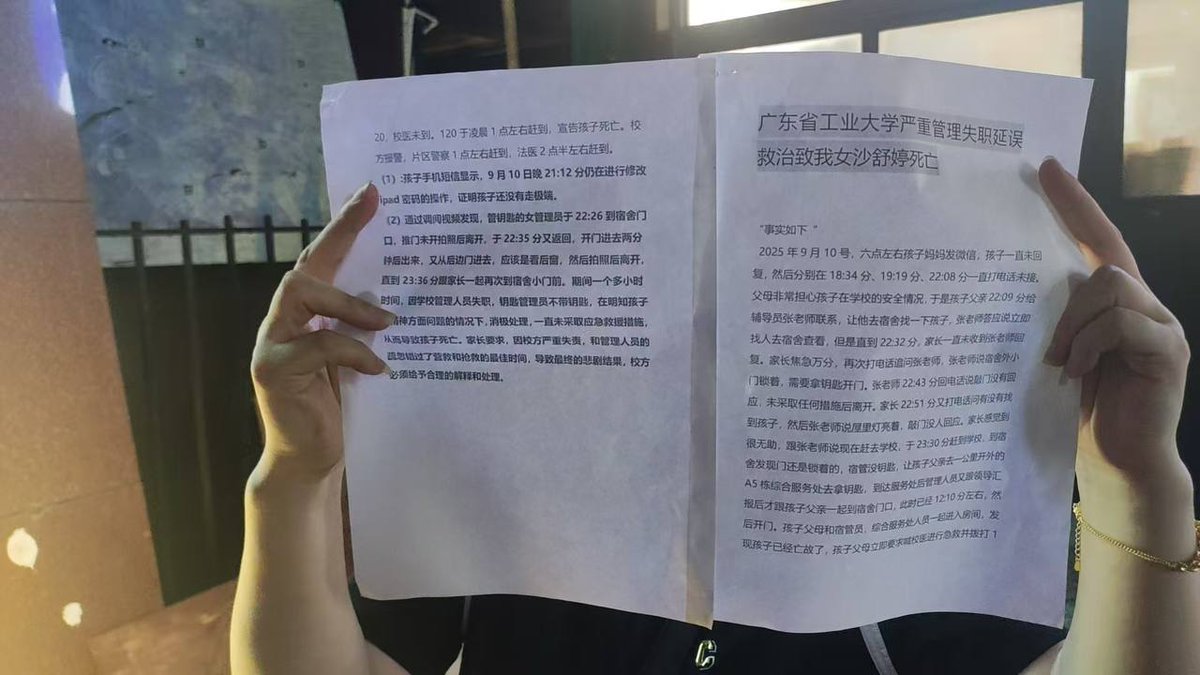 广东省工业大学严重管理失职延误
救治致我女沙舒婷死亡
“事实如下 ”
2025 年 9 月 10 号，六点左右孩子妈妈发微信，孩子一直未回
复，然后分别在 18:34 分、19:19 分、22:08 分一直打电话未接。
父母非常担心孩子在学校的安全情况，于是孩子父亲 22:09 分给
辅导员张老师联系，让他去宿舍找一下孩子，张老师答应说立即
找人去宿舍查看，但是直到 22:32 分，家长一直未收到张老师回
复。家长焦急万分，再次打电话追问张老师，张老师说宿舍外小
门锁着，需要拿钥匙开门。张老师 22:43 分回电话说敲门没有回
应，未采取任何措施后离开。家长 22:51 分又打电话问有没有找
到孩子，然后张老师说屋里灯亮着，敲门没人回应。家长感觉到
很无助，跟张老师说现在赶去学校，于 23:30 分赶到学校，到宿
舍发现门还是锁着的，宿管没钥匙，让孩子父亲去一公里开外的
A5 栋综合服务处去拿钥匙，到达服务处后管理人员又跟领导汇
报后才跟孩子父亲一起到宿舍门口，此时已经 12:10 分左右，然
后开门。孩子父母和宿管员，综合服务处人员一起进入房间，发
现孩子已经亡故了，孩子父母立即要求喊校医进行急救并拨打 1
20，校医未到。120 于凌晨 1 点左右赶到，宣告孩子死亡。校
方报警，片区警察 1 点左右赶到，法医 2 点半左右赶到。
（1）:孩子手机短信显示，9 月 10 日晚 21:12 分仍在进行修改
ipad 密码的操作，证明孩子还没有走极端。
（2）通过调阅视频发现，管钥匙的女管理员于 22:26 到宿舍门
口，推门未开拍照后离开，于 22:35 分又返回，开门进去两分
钟后出来，又从后边门进去，应该是看后窗，然后拍照后离开，
直到 23:36 分跟家长一起再次到宿舍小门前。期间一个多小时
时间，因学校管理人员失职，钥匙管理员不带钥匙，在明知孩子
精神方面问题的情况下，消极处理，一直未采取应急救援措施，
从而导致孩子死亡。家长要求，因校方严重失责，和管理人员的
疏忽错过了营救和抢救的最佳时间，导致最终的悲剧结果，校方
必须给予合理的解释和处理。
C